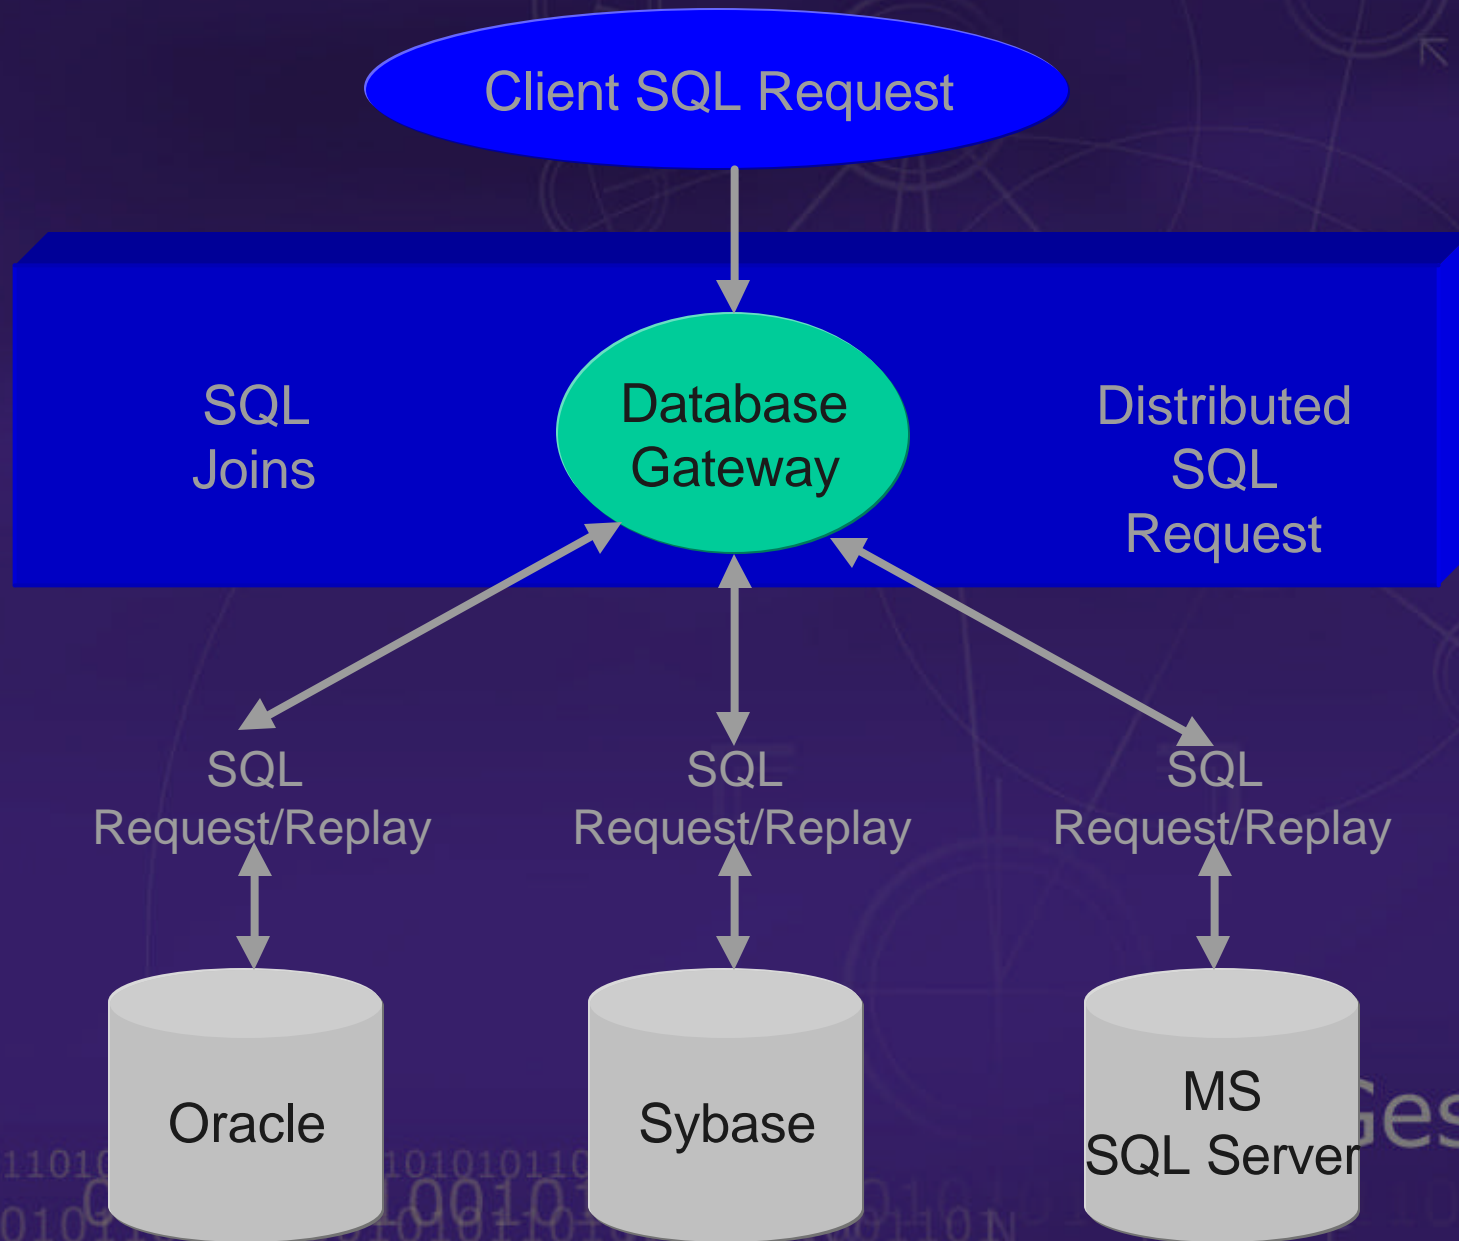 Client SQL Request
SQL
Joins
Database
Gateway
Distributed
SQL
Request
SQL
Request/Replay
SQL
Request/Replay
SQL
Request/Replay
Oracle
Sybase
MS
SQL Server